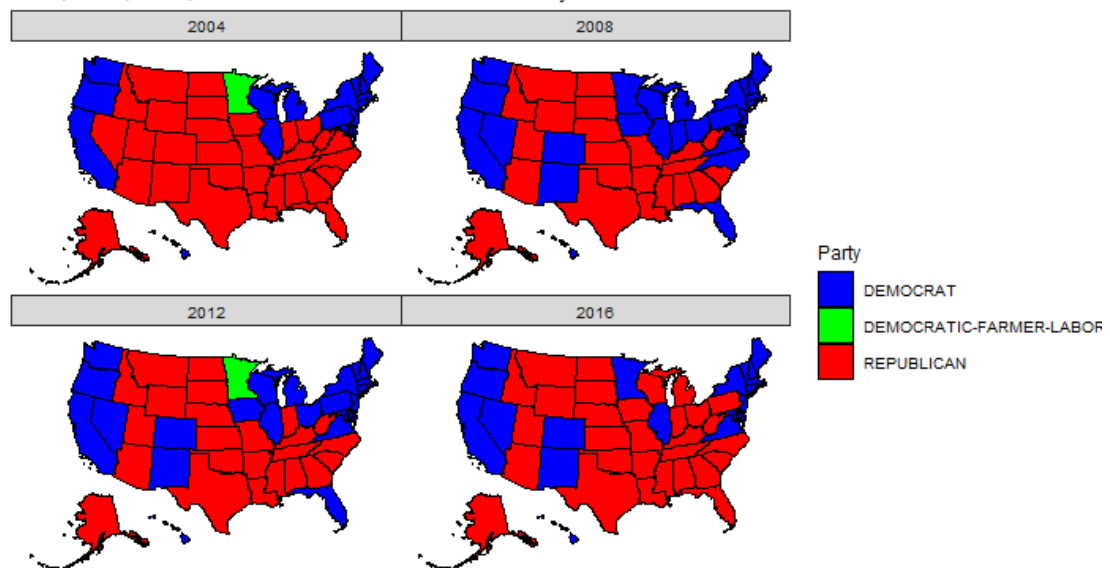 2004
2008
2012
2016
Party
DEMOCRAT
DEMOCRATIC-FARMER-LABOR
REPUBLICAN